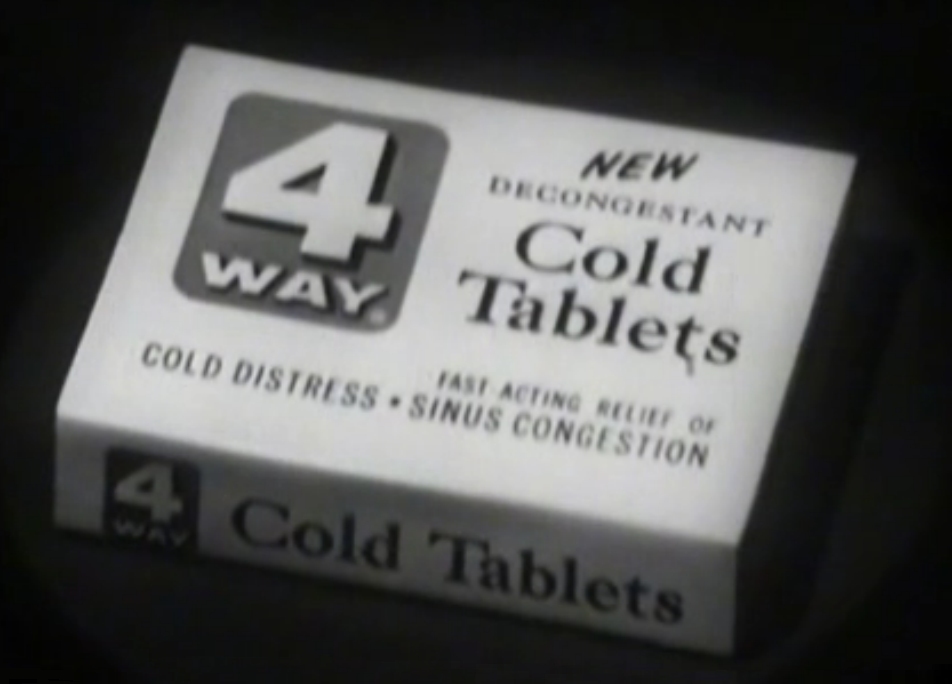 4
WAY
NEW
DECONGESTANT
Cold
Tablets
FAST-ACTING RELIEF OF
COLD DISTRESS • SINUS CONGESTION
4
WAY
Cold Tablets